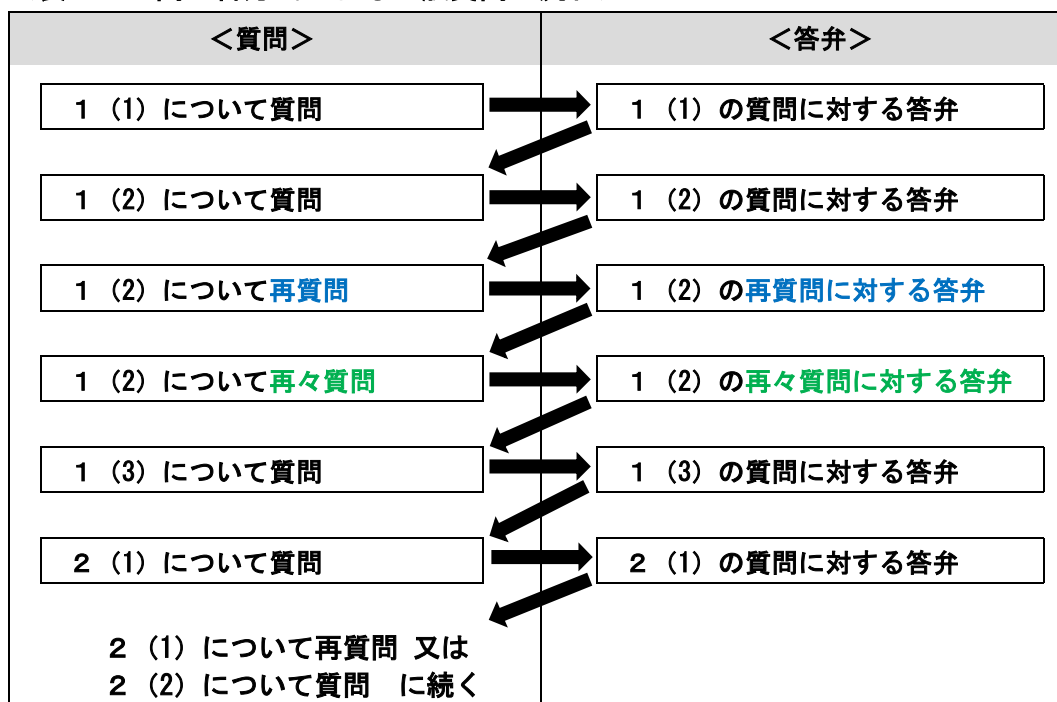 ＜質問＞
＜答弁＞
１（1）について質問
１（1）の質問に対する答弁
１（2）について質問
１（2）の質問に対する答弁
１（2）について再質問
１（2）の再質問に対する答弁
１（2）について再々質問
１（2）の再々質問に対する答弁
１（3）について質問
１（3）の質問に対する答弁
２（1）について質問
２（1）の質問に対する答弁
２（1）について再質問 又は
２（2）について質問　に続く